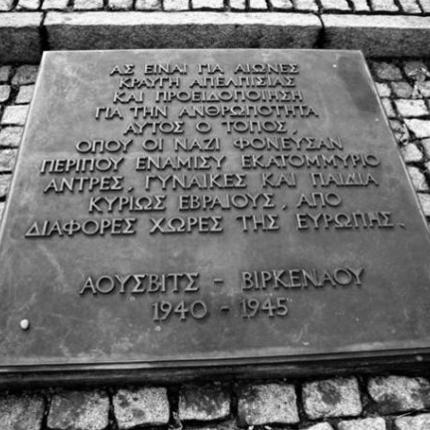 ΑΣ ΕΙΝΑΙ ΓΙΑ ΑΙΩΝΕΣ
ΚΡΑΥΓΗ ΑΠΕΛΠΙΣΙΑΣ
ΚΑΙ ΠΡΟΕΙΔΟΠΟΙΗΣΗ
ΓΙΑ ΤΗΝ ΑΝΘΡΩΠΟΤΗΤΑ
ΑΥΤΟΣ Ο ΤΟΠΟΣ,
ΟΠΟΥ ΟΙ ΝΑΖΙ ΦΟΝΕΥΣΑΝ
ΠΕΡΙΠΟΥ ΕΝΑΜΙΣΥ ΕΚΑΤΟΜΜΥΡΙΟ
ΑΝΤΡΕΣ, ΓΥΝΑΙΚΕΣ ΚΑΙ ΠΑΙΔΙΑ
ΚΥΡΙΩΣ ΕΒΡΑΙΟΥΣ, ΑΠΟ
ΔΙΑΦΟΡΕΣ ΧΩΡΕΣ ΤΗΣ ΕΥΡΩΠΗΣ.
ΑΟΥΣΒΙΤΣ - ΒΙΡΚΕΝΑΟΥ
1940 - 1945